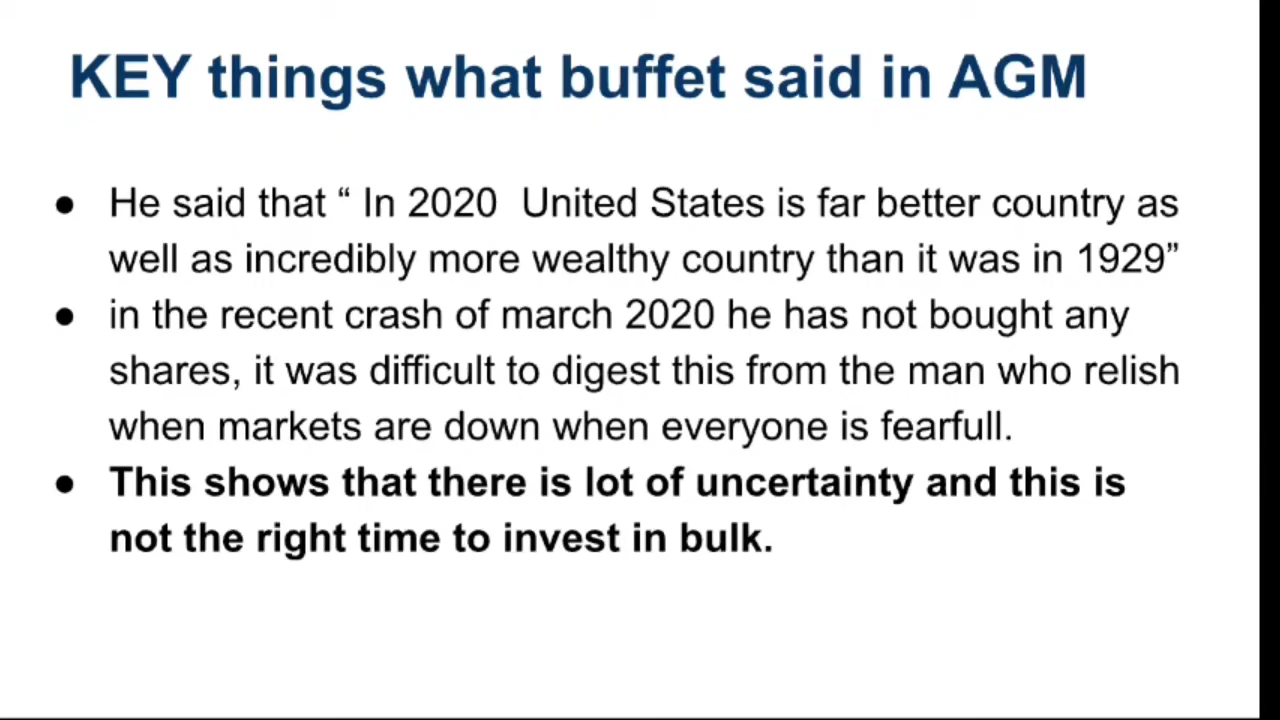 KEY things what buffet said in AGM
● He said that “ In 2020  United States is far better country as
well as incredibly more wealthy country than it was in 1929”
● in the recent crash of march 2020 he has not bought any
shares, it was difficult to digest this from the man who relish
when markets are down when everyone is fearfull.
● This shows that there is lot of uncertainty and this is
not the right time to invest in bulk.